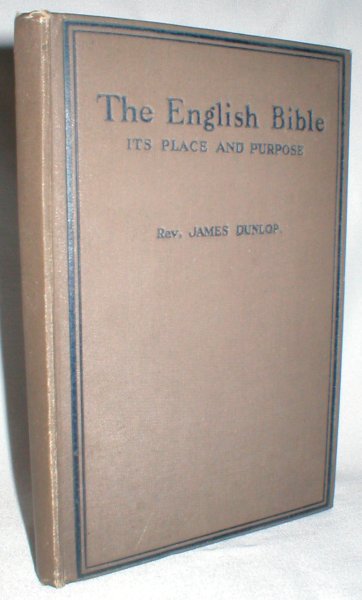 The English Bible
ITS PLACE AND PURPOSE
Rev. JAMES DUNLOP.